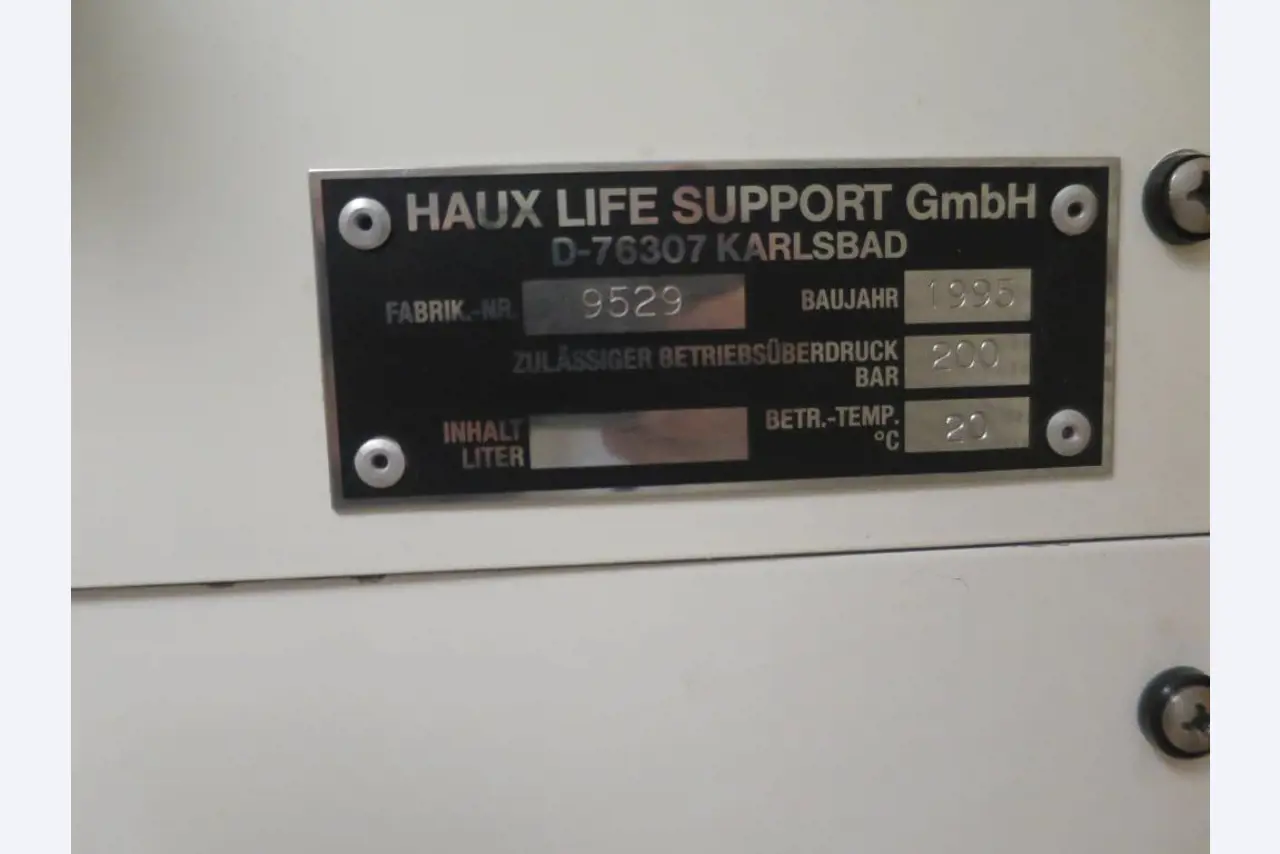 HAUX LIFE SUPPORT GmbH
D-76307 KARLSBAD
FABRIK.-NR. 9529 BAUJAHR 1995
ZULÄSSIGER BETRIEBSÜBERDRUCK BAR 200
INHALT LITER BETR.-TEMP. °C 20